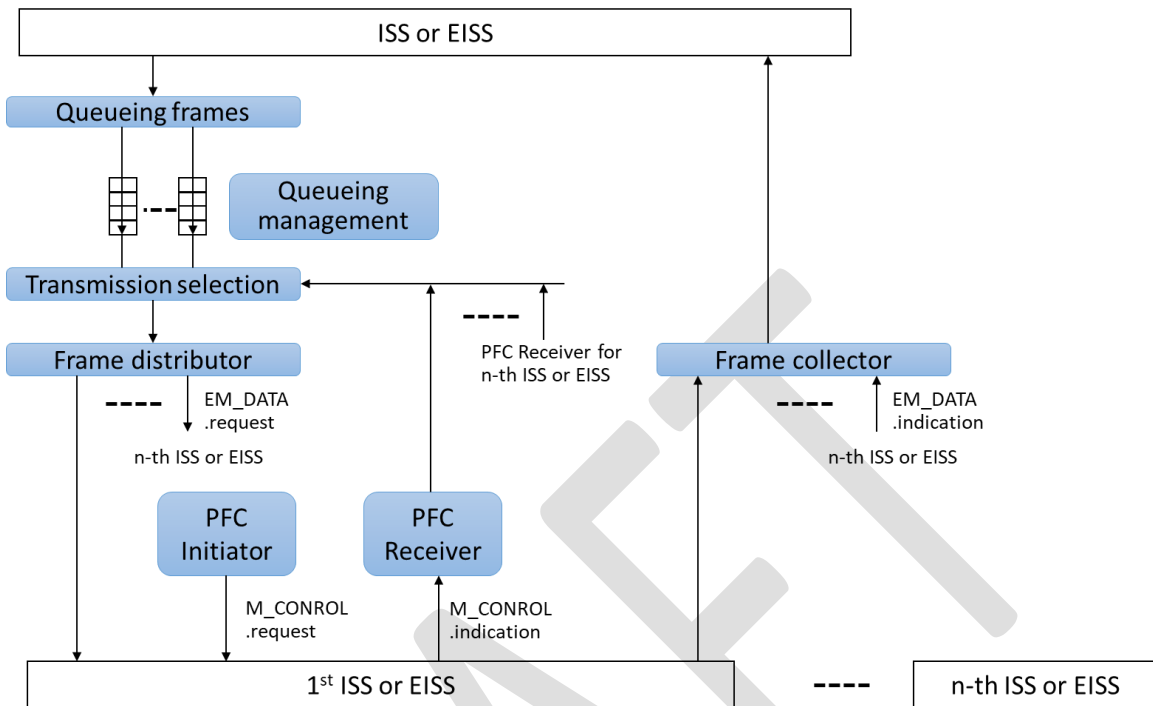 ISS or EISS
Queueing frames
Queueing
management
Transmission selection
PFC Receiver for
n-th ISS or EISS
Frame distributor
Frame collector
EM_DATA
.request
n-th ISS or EISS
EM_DATA
.indication
n-th ISS or EISS
PFC
Initiator
PFC
Receiver
M_CONROL
.request
M_CONROL
.indication
1st ISS or EISS
n-th ISS or EISS
AFT